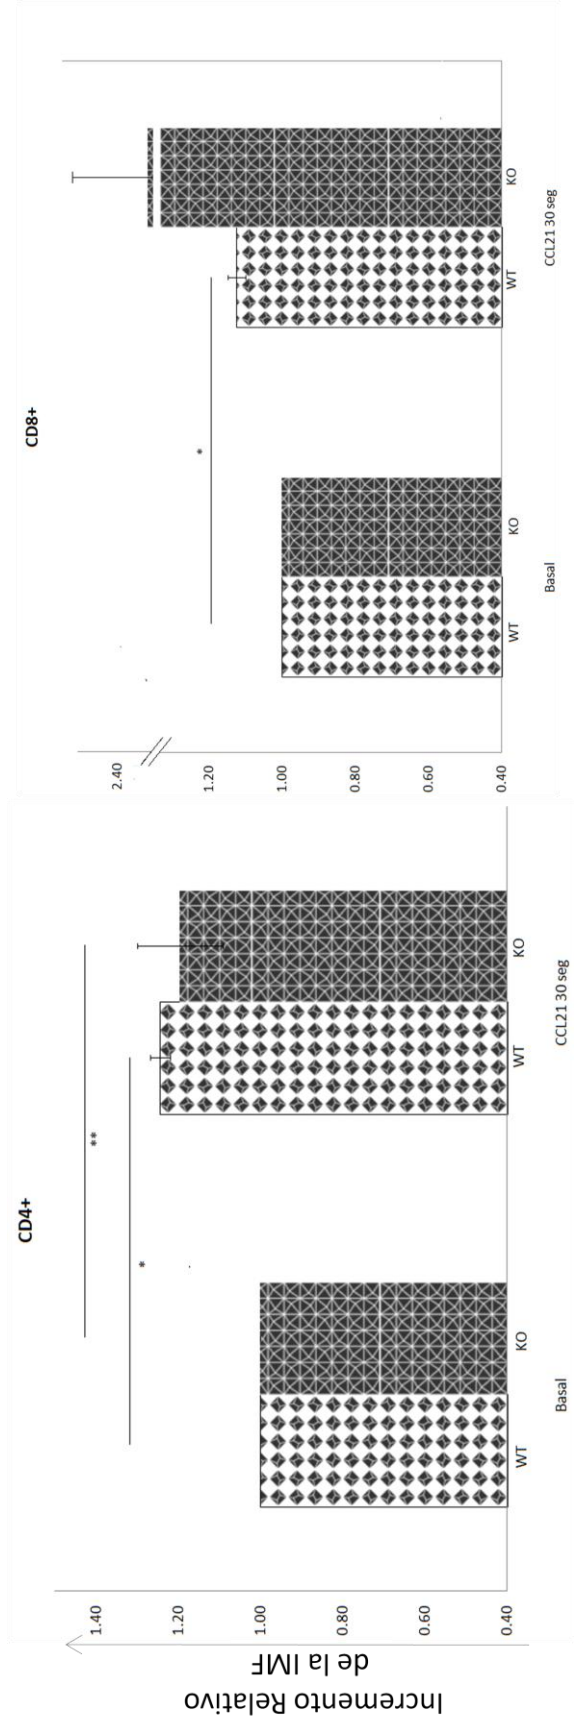 Incremento Relativo
de la IMF
CD4+
**
*
1.40
1.20
1.00
0.80
0.60
0.40
WT
KO
WT
KO
Basal
CCL21 30 seg
CD8+
*
2.40
1.20
1.00
0.80
0.60
0.40
WT
KO
WT
KO
Basal
CCL21 30 seg